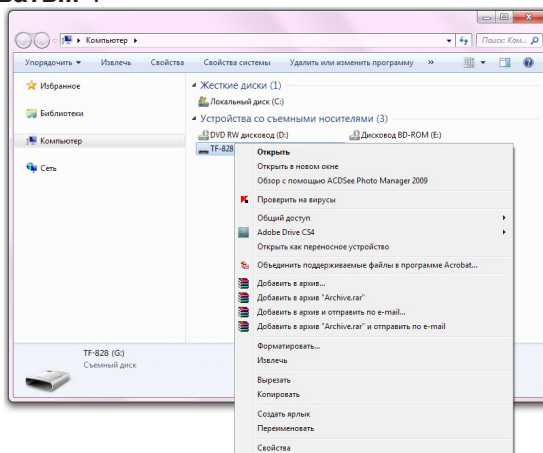 вать...".
Компьютер
Поиск: Ком...
Упорядочить Извлечь Свойства Свойства системы Удалить или изменить программу »
Избранное
Библиотеки
Компьютер
Сеть
Жесткие диски (1)
Локальный диск (C:)
Устройства со съемными носителями (3)
DVD RW дисковод (D:) Дисковод BD-ROM (E:)
TF-828
Открыть
Открыть в новом окне
Обзор с помощью ACDSee Photo Manager 2009
Проверить на вирусы
Общий доступ
Adobe Drive CS4
Открыть как переносное устройство
Объединить поддерживаемые файлы в программе Acrobat...
Добавить в архив...
Добавить в архив "Archive.rar"
Добавить в архив и отправить по e-mail...
Добавить в архив "Archive.rar" и отправить по e-mail
Форматировать...
Извлечь
Вырезать
Копировать
Создать ярлык
Переименовать
Свойства
TF-828 (G:)
Съемный диск